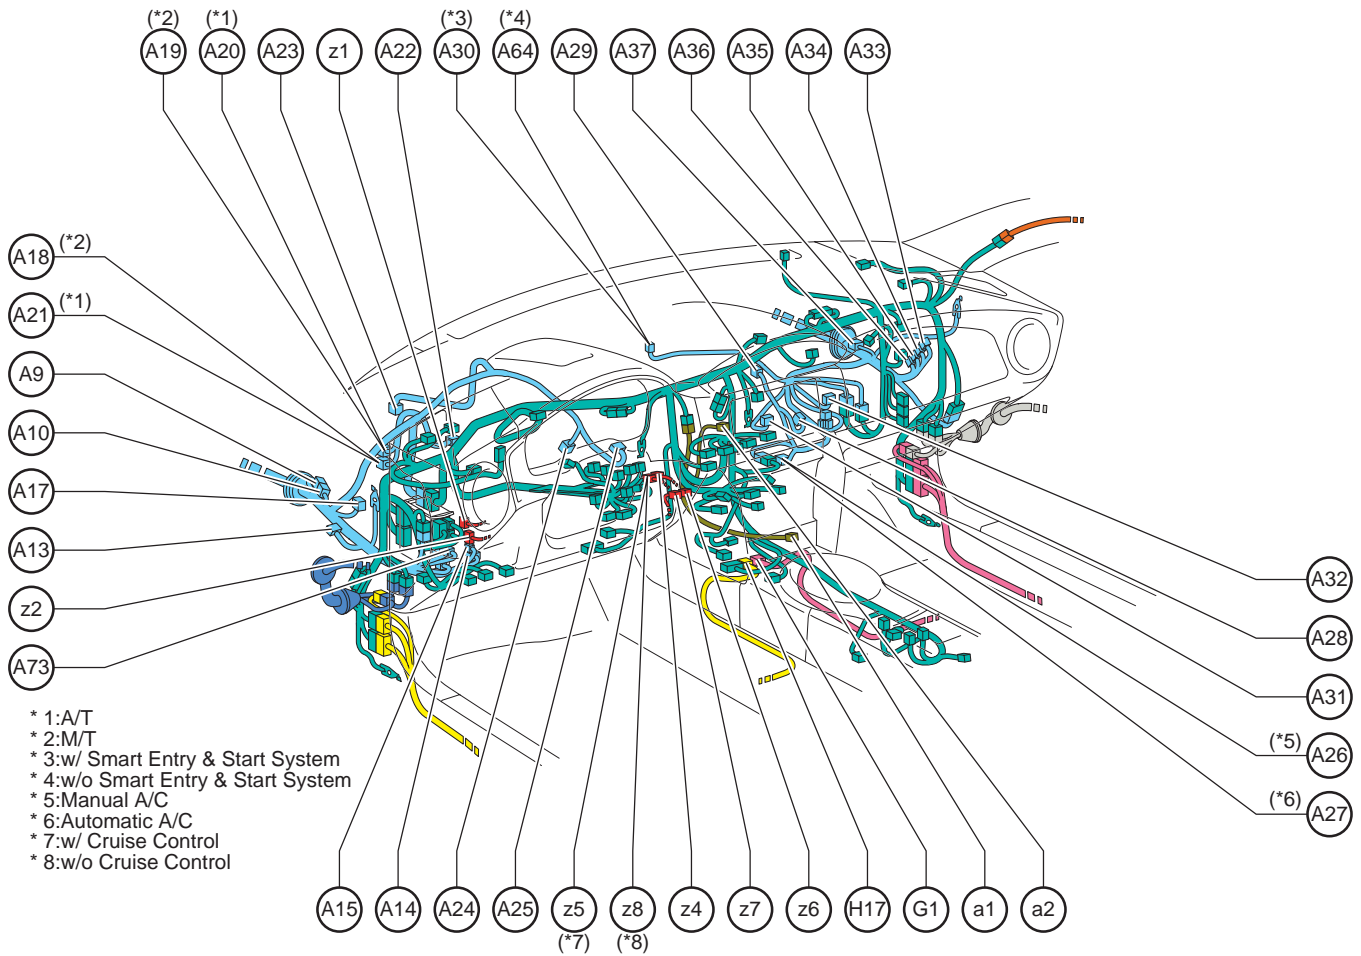 (*2) (*1) (*3) (*4)
A19 A20 A23 z1 A22 A30 A64 A29 A37 A36 A35 A34 A33
A18 (*2)
A21 (*1)
A9
A10
A17
A13
z2
A73
A32
A28
A31
(*5)
A26
(*6)
A27
* 1:A/T
* 2:M/T
* 3:w/ Smart Entry & Start System
* 4:w/o Smart Entry & Start System
* 5:Manual A/C
* 6:Automatic A/C
* 7:w/ Cruise Control
* 8:w/o Cruise Control
A15 A14 A24 A25 z5 z8 z4 z7 z6 H17 G1 a1 a2
(*7) (*8)